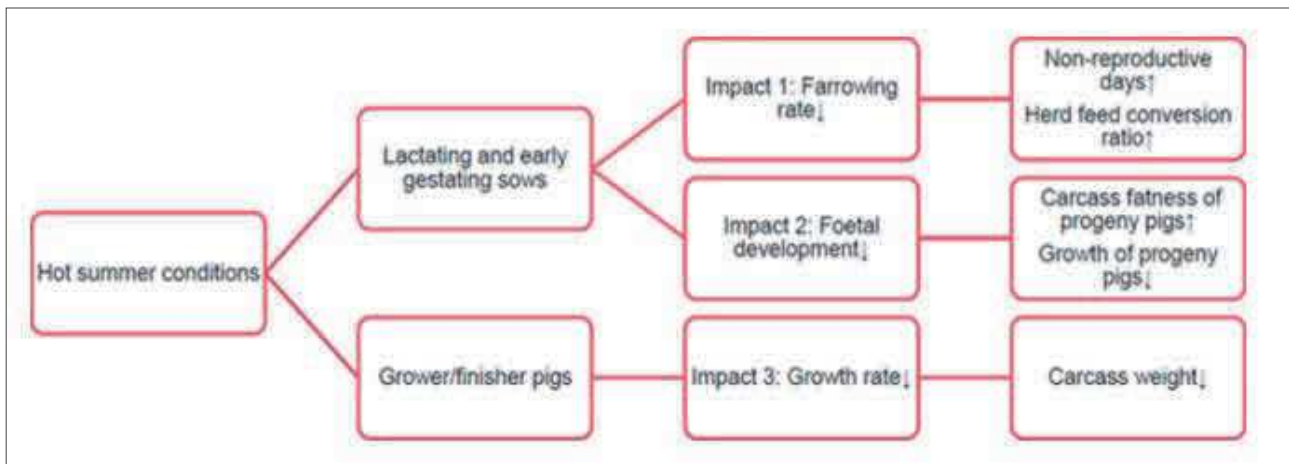 Hot summer conditions
Lactating and early
gestating sows
Grower/finisher pigs
Impact 1: Farrowing
rate↓
Impact 2: Foetal
development↓
Impact 3: Growth rate↓
Non-reproductive
days↑
Herd feed conversion
ratio↑
Carcass fatness of
progeny pigs↑
Growth of progeny
pigs↓
Carcass weight↓